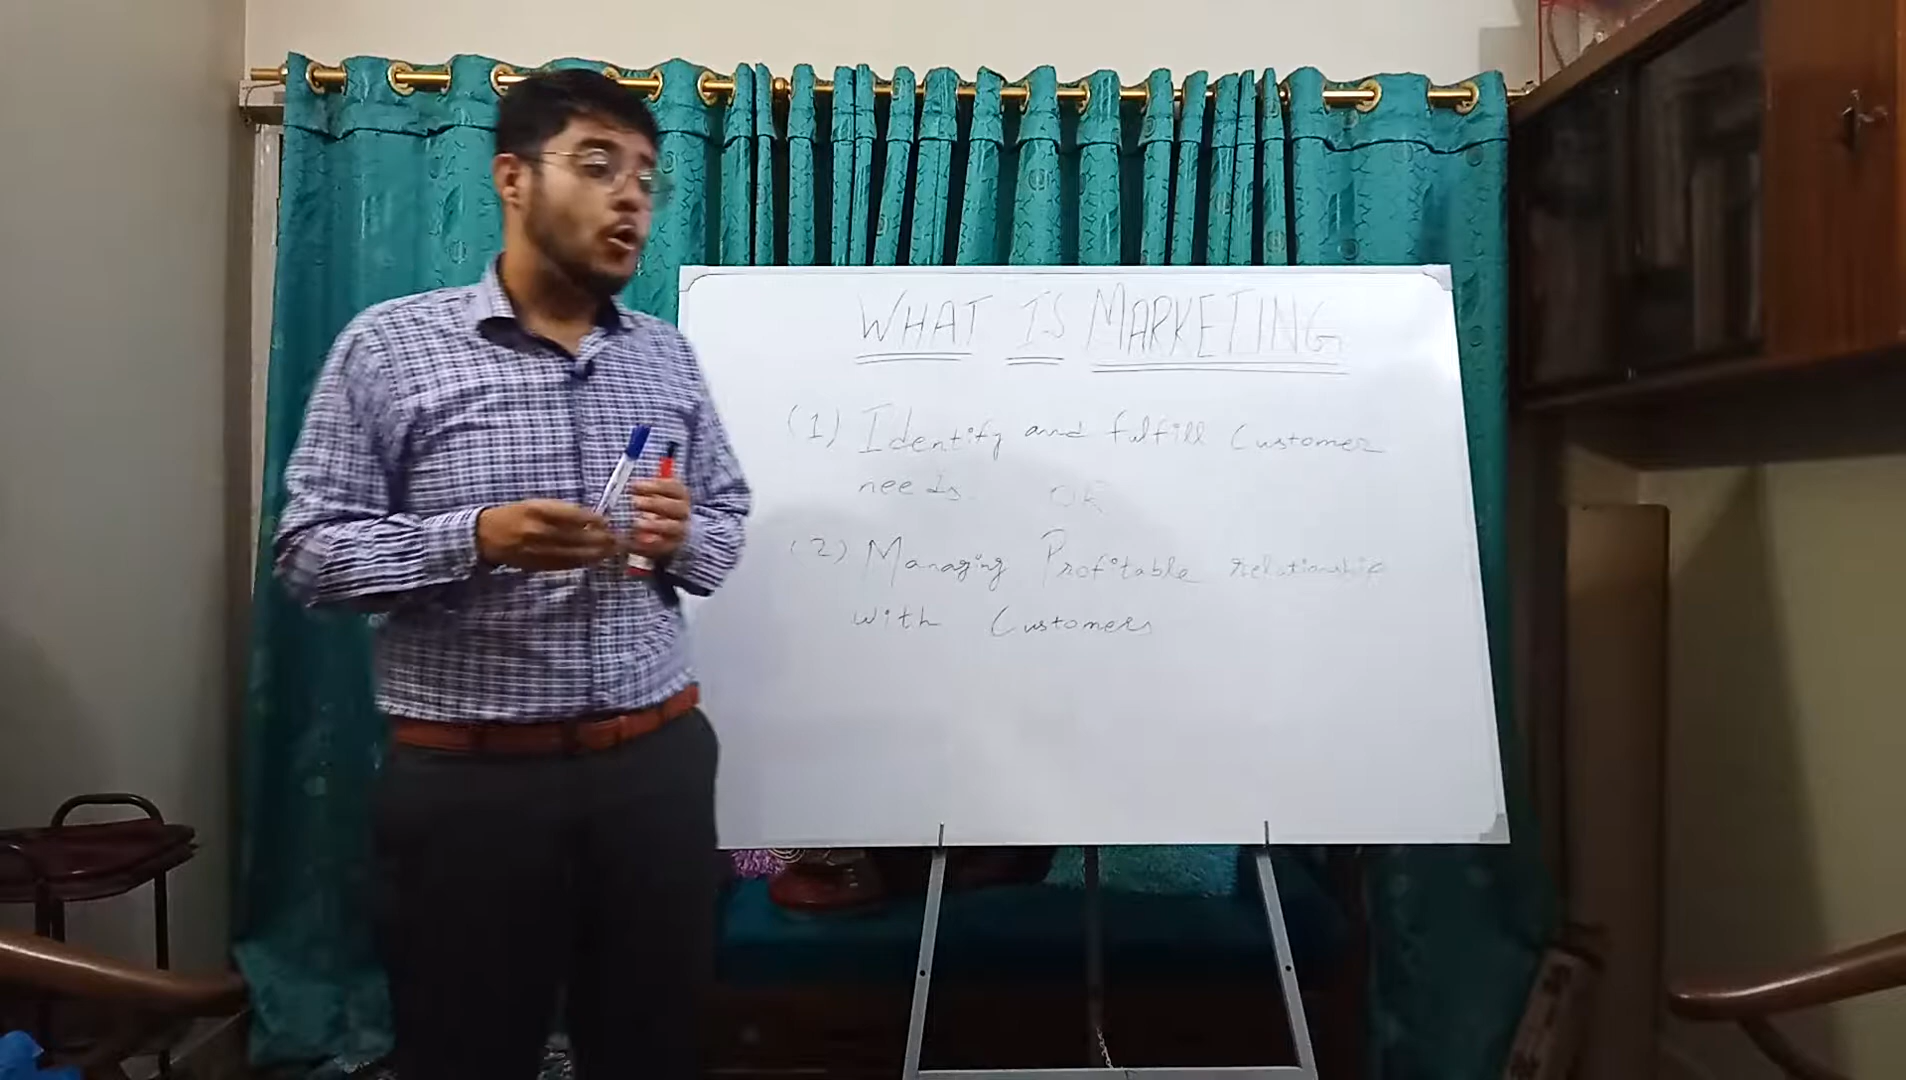 WHAT IS MARKETING
(1) Identify and fulfill Customer
needs OR
(2) Managing Profitable relationship
with Customers